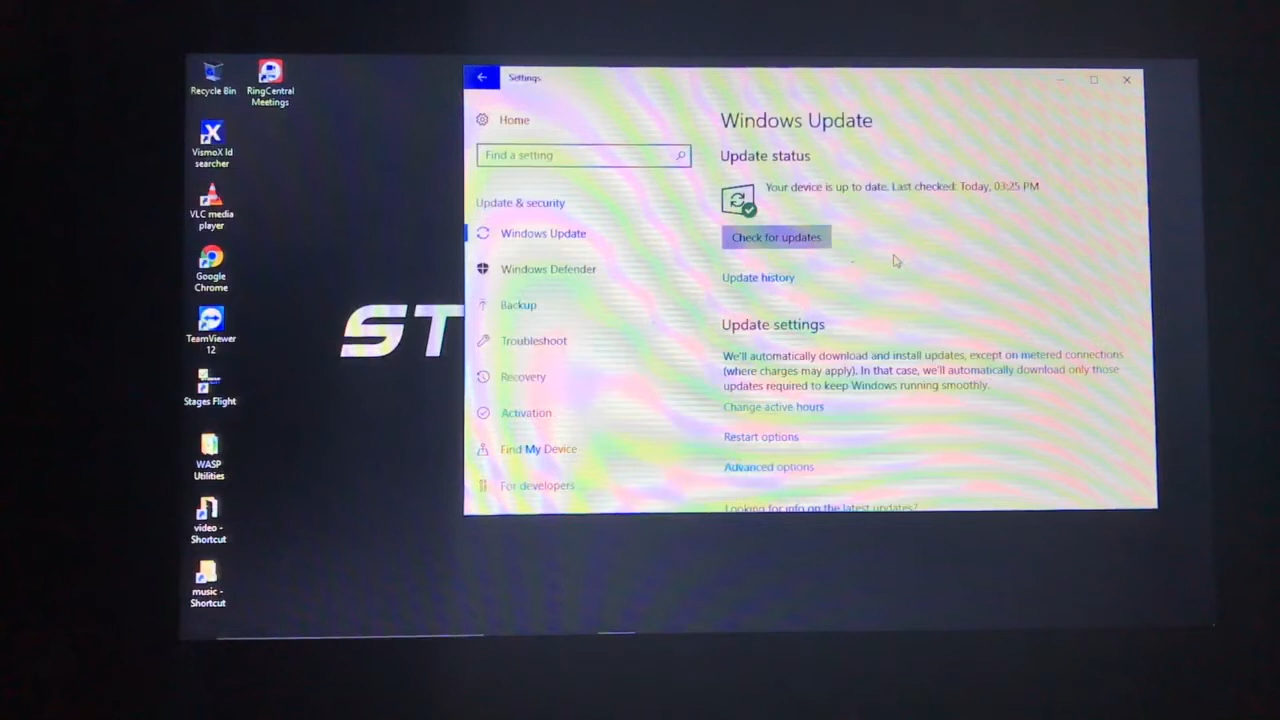 Recycle Bin
RingCentral
Meetings
VismoX Id
searcher
VLC media
player
Google
Chrome
TeamViewer
12
Stages Flight
WASP
Utilities
video -
Shortcut
music -
Shortcut
ST
Settings
Home
Find a setting
Update & security
Windows Update
Windows Defender
Backup
Troubleshoot
Recovery
Activation
Find My Device
For developers
Windows Update
Update status
Your device is up to date. Last checked: Today, 03:25 PM
Check for updates
Update history
Update settings
We'll automatically download and install updates, except on metered connections
(where charges may apply). In that case, we'll automatically download only those
updates required to keep Windows running smoothly.
Change active hours
Restart options
Advanced options
Looking for info on the latest updates?